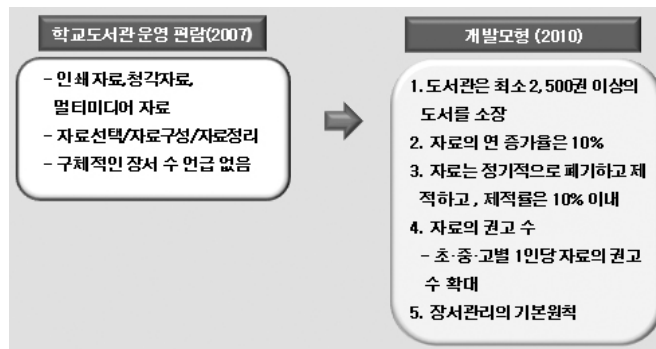 학교도서관 운영 편람(2007)
- 인쇄 자료,청각자료,
멀티미디어 자료
- 자료선택/자료구성/자료정리
- 구체적인 장서 수 언급 없음
개발모형 (2010)
1. 도서관은 최소 2,500권 이상의
도서를 소장
2. 자료의 연 증가율은 10%
3. 자료는 정기적으로 폐기하고 제
적하고, 제적률은 10% 이내
4. 자료의 권고 수
- 초·중·고별 1인당 자료의 권고
수 확대
5. 장서관리의 기본원칙